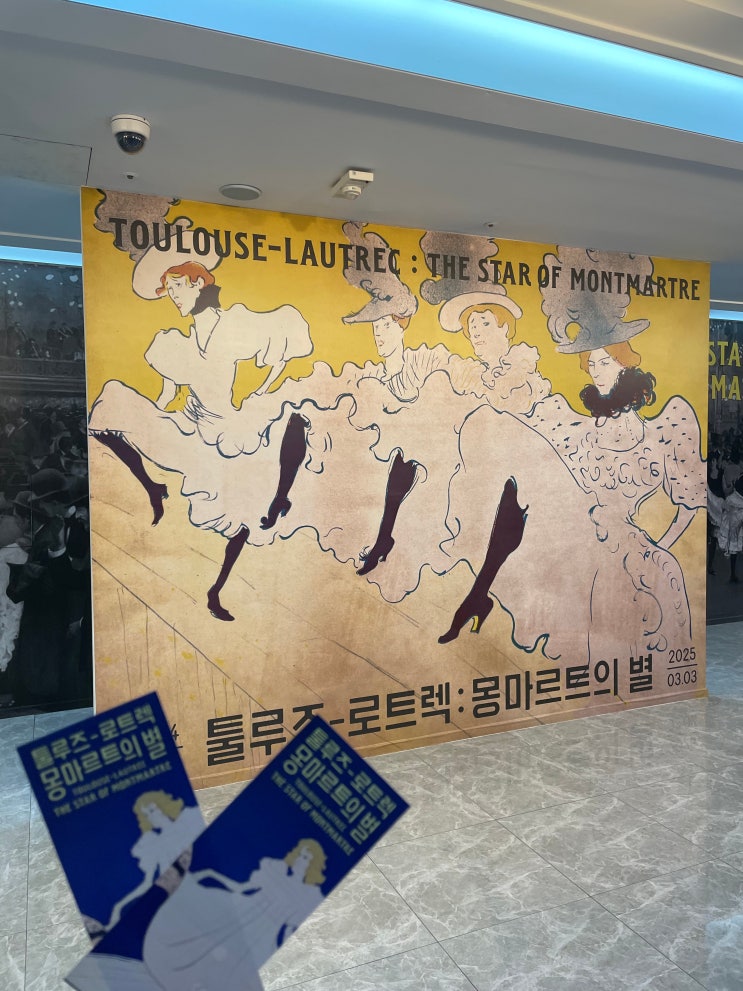 TOULOUSE-LAUTREC : THE STAR OF MONTMARTRE
STA
MA
2025
03.03
툴루즈-로트렉 : 몽마르트의 별
4
툴루즈-로트렉
몽마르트의 별
TOULOUSE-LAUTREC
THE STAR OF MONTMARTRE
툴루즈-로트렉
몽마르트의 별
TOULOUSE-LAUTREC
THE STAR OF MONTMARTRE